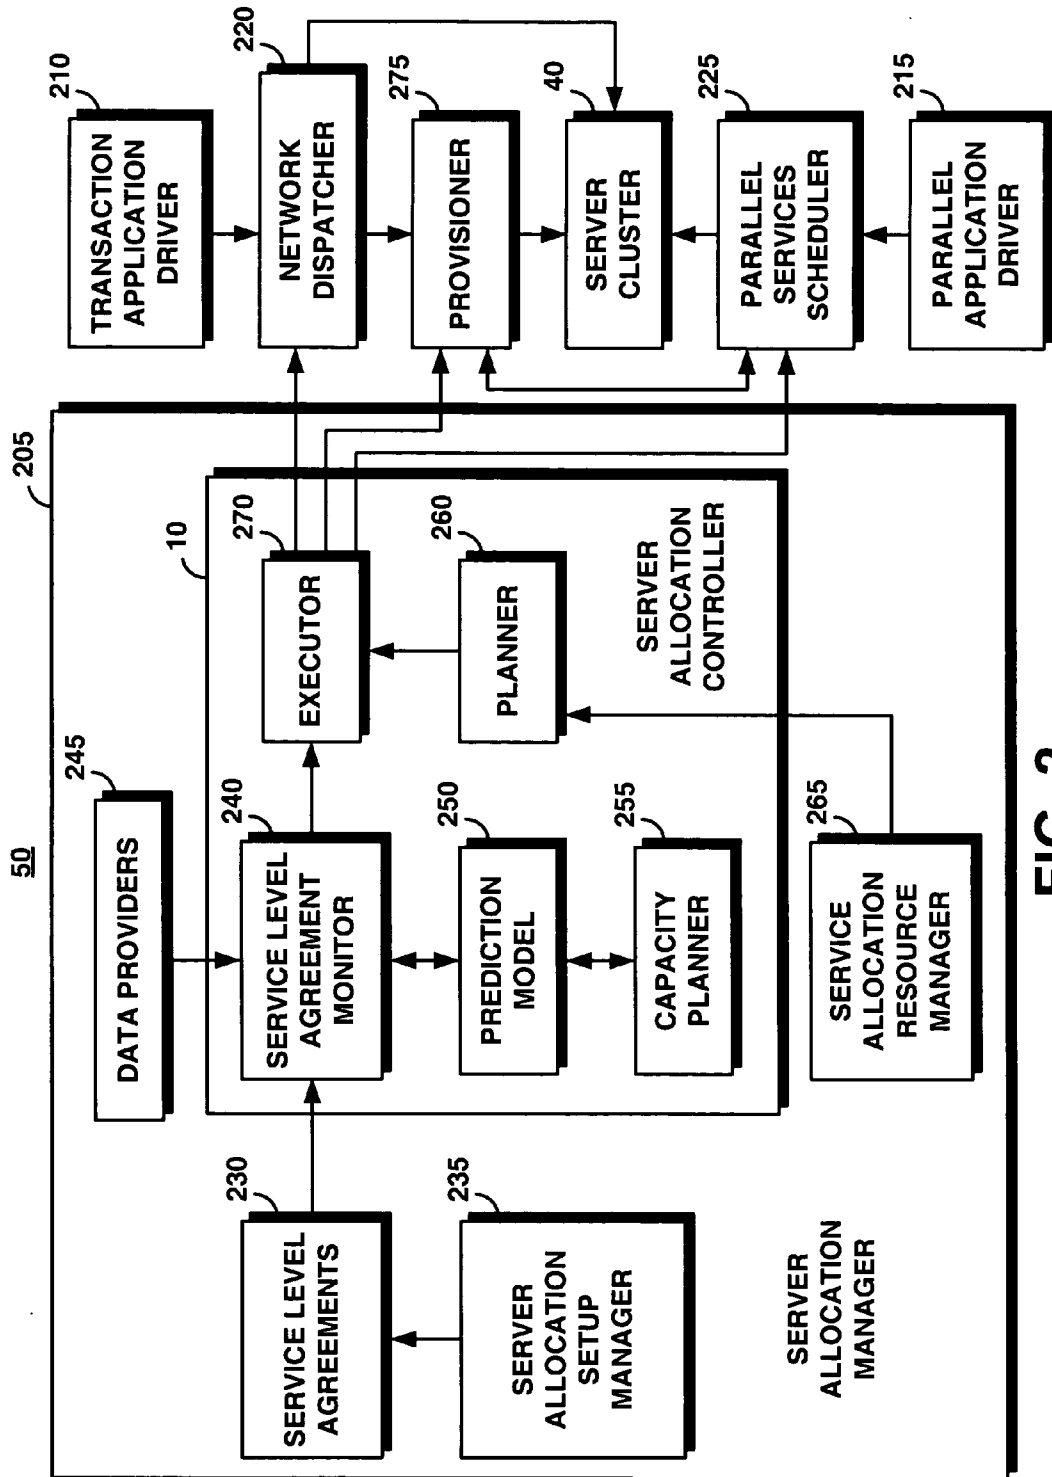 50
205
245
DATA PROVIDERS
210
TRANSACTION
APPLICATION
DRIVER
10
230
SERVICE LEVEL
AGREEMENTS
240
SERVICE LEVEL
AGREEMENT
MONITOR
270
EXECUTOR
220
NETWORK
DISPATCHER
235
SERVER
ALLOCATION
SETUP
MANAGER
250
PREDICTION
MODEL
260
PLANNER
275
PROVISIONER
40
SERVER
CLUSTER
255
CAPACITY
PLANNER
SERVER
ALLOCATION
CONTROLLER
225
PARALLEL
SERVICES
SCHEDULER
SERVER
ALLOCATION
MANAGER
265
SERVICE
ALLOCATION
RESOURCE
MANAGER
215
PARALLEL
APPLICATION
DRIVER